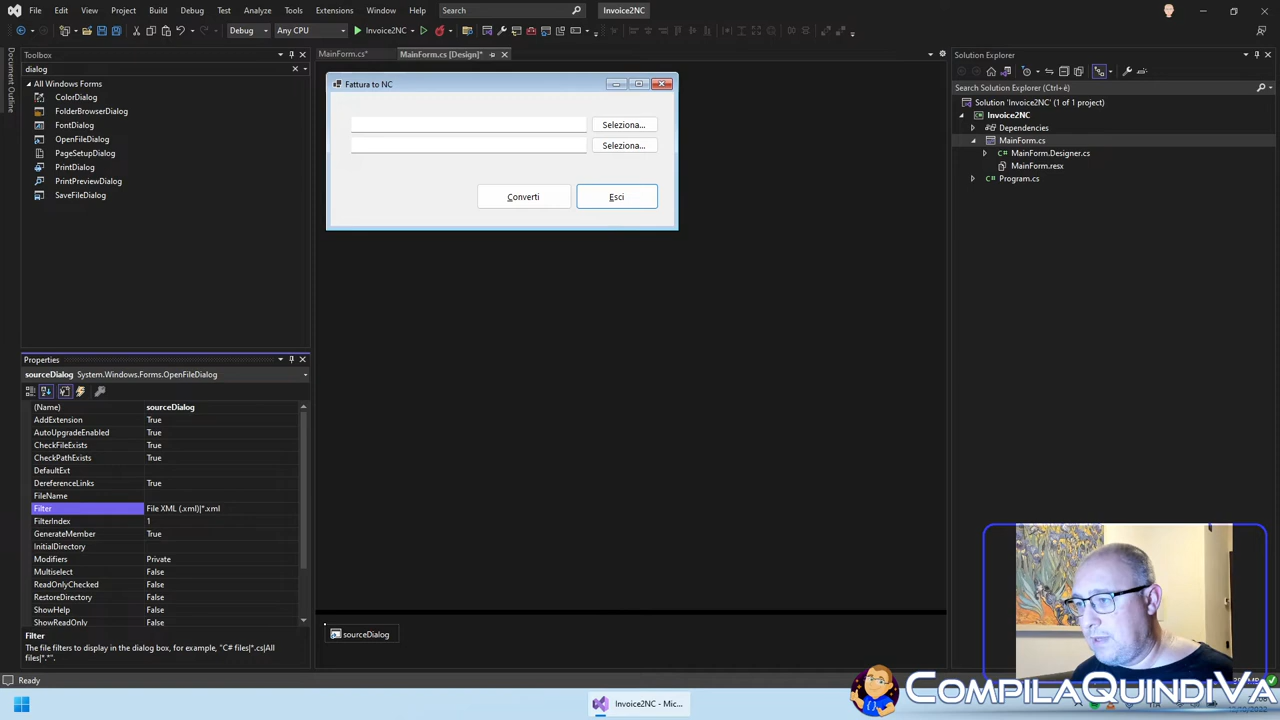 File Edit View Git Project Build Debug Test Analyze Tools Extensions Window Help Search Invoice2NC
Debug Any CPU Invoice2NC
Toolbox
dialog
All Windows Forms
ColorDialog
FolderBrowserDialog
FontDialog
OpenFileDialog
PageSetupDialog
PrintDialog
PrintPreviewDialog
SaveFileDialog
Document Outline
MainForm.cs* MainForm.cs [Design]*
Fattura to NC
Seleziona...
Seleziona...
Converti Esci
Solution Explorer
Search Solution Explorer (Ctrl+è)
Solution 'Invoice2NC' (1 of 1 project)
Invoice2NC
Dependencies
MainForm.cs
MainForm.Designer.cs
MainForm.resx
Program.cs
Properties
sourceDialog System.Windows.Forms.OpenFileDialog
(Name) sourceDialog
AddExtension True
AutoUpgradeEnabled True
CheckFileExists True
CheckPathExists True
DefaultExt
DereferenceLinks True
FileName
Filter File XML (.xml)|*.xml
FilterIndex 1
GenerateMember True
InitialDirectory
Modifiers Private
Multiselect False
ReadOnlyChecked False
RestoreDirectory False
ShowHelp False
ShowReadOnly False
Filter
The file filters to display in the dialog box, for example, "C# files|*.cs|All
files|*.*".
sourceDialog
Ready
Invoice2NC - Mic...
COMPILAQUINDIVA